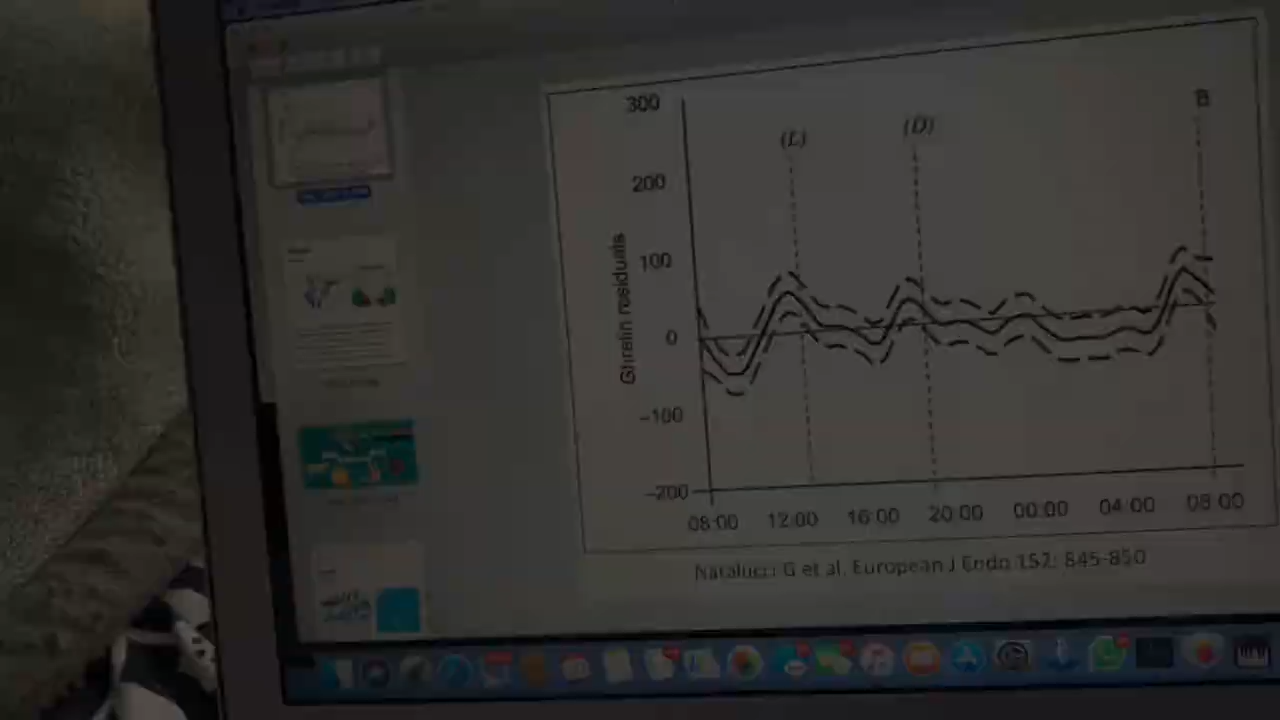 300
(L)
(D)
B
200
100
Ghrelin residuals
0
-100
-200
08:00 12:00 16:00 20:00 00:00 04:00 08:00
Natalucci G et al. European J Endo 152: 845-850